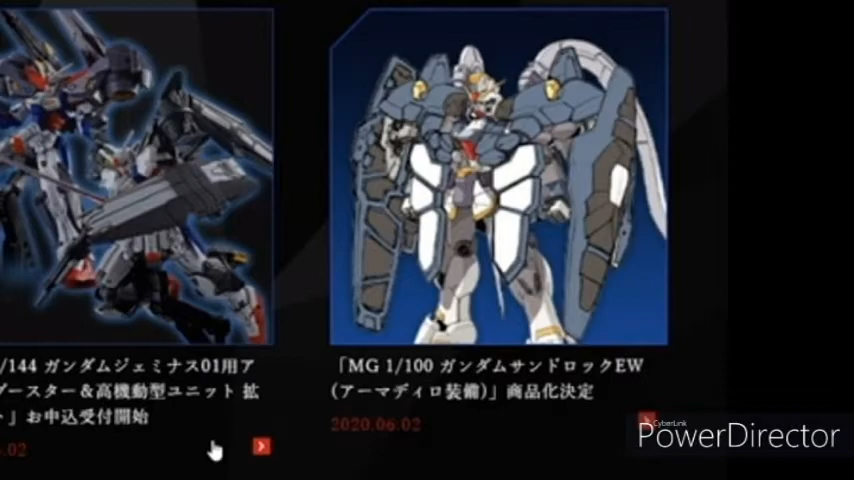 /144 ガンダムジェミナス01用ア
ブースター＆高機動型ユニット 拡
ト」お申込受付開始
.02
「MG 1/100 ガンダムサンドロックEW
(アーマディロ装備)」商品化決定
2020.06.02
CyberLink
PowerDirector